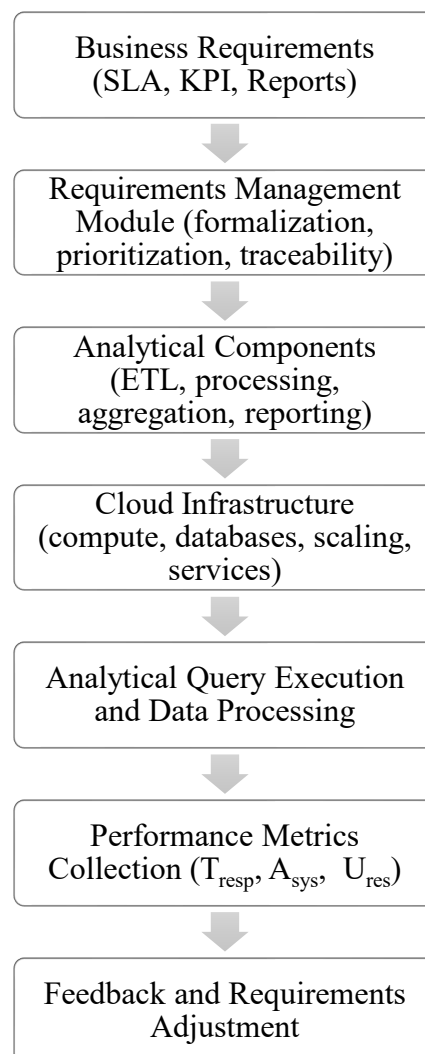 Business Requirements
(SLA, KPI, Reports)
Requirements Management
Module (formalization,
prioritization, traceability)
Analytical Components
(ETL, processing,
aggregation, reporting)
Cloud Infrastructure
(compute, databases, scaling,
services)
Analytical Query Execution
and Data Processing
Performance Metrics
Collection (Tresp, Asys, Ures)
Feedback and Requirements
Adjustment